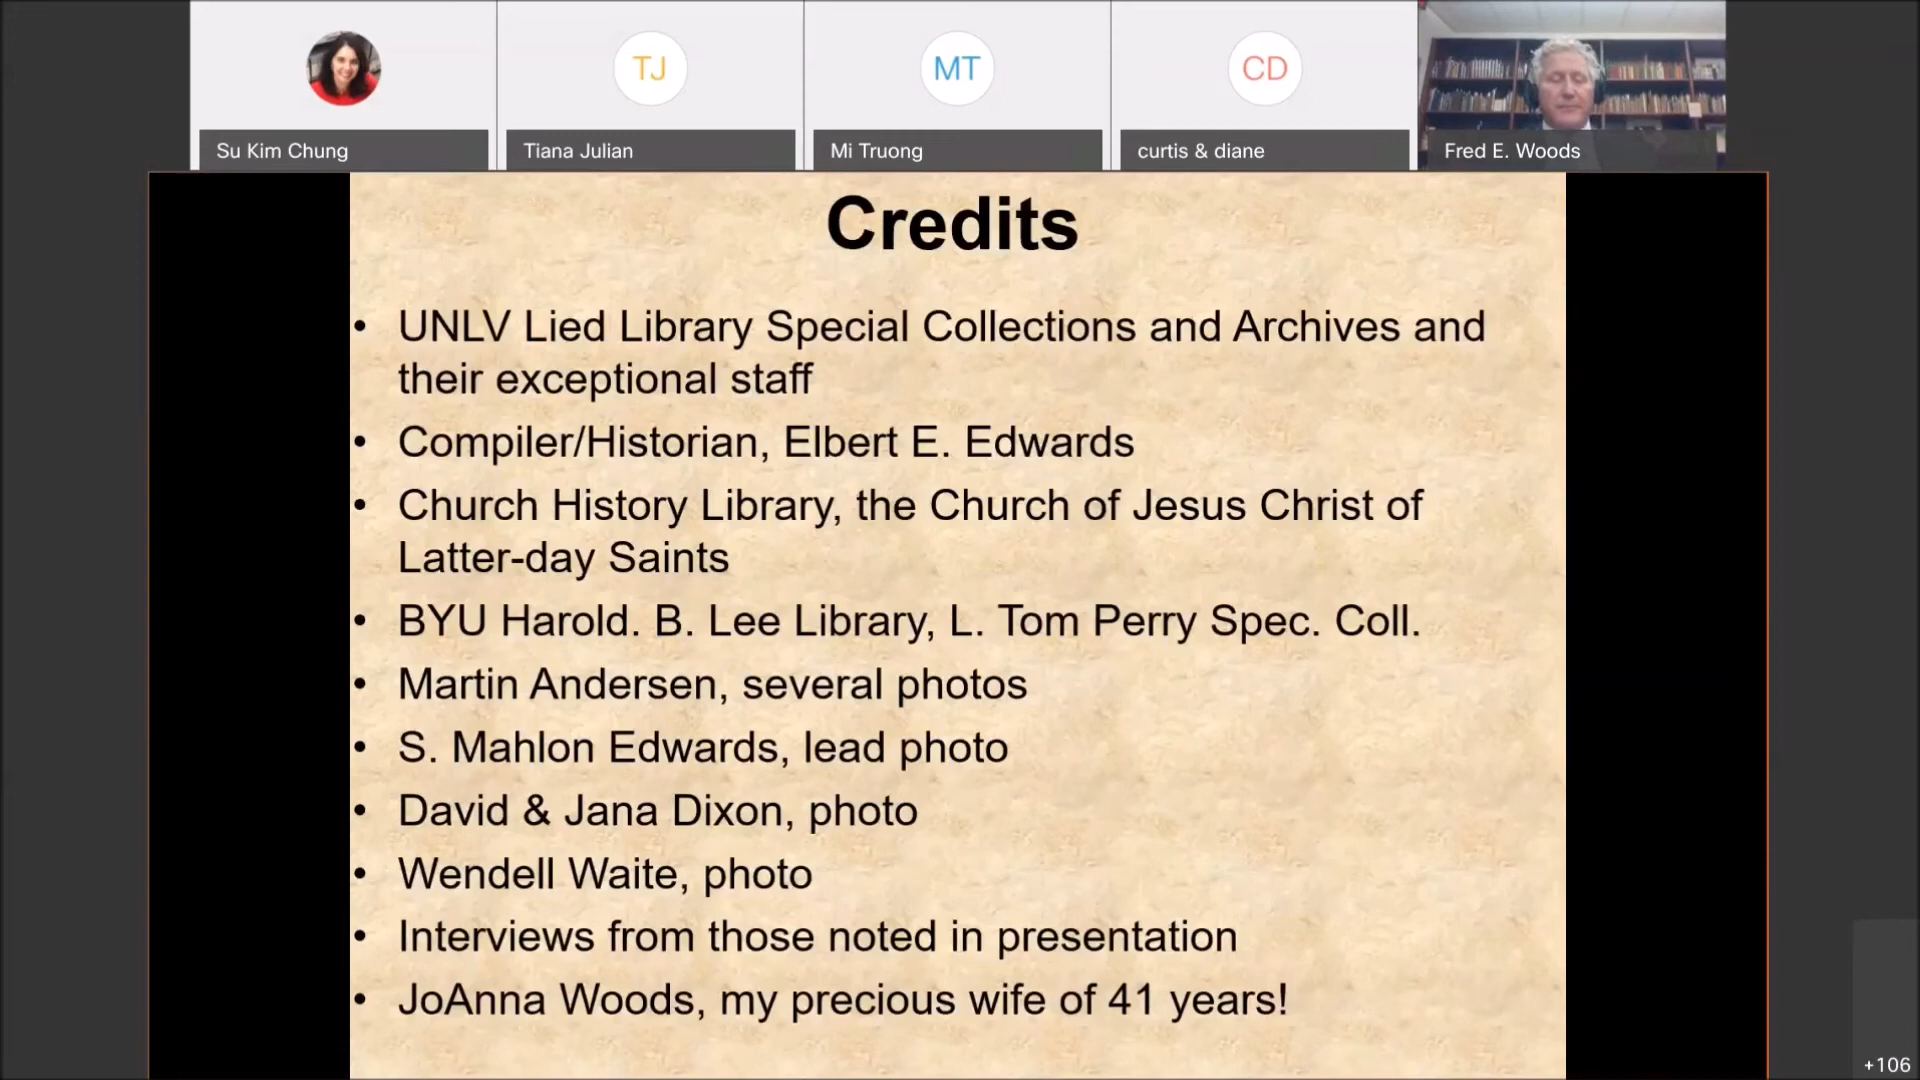 TJ
MT
CD
Su Kim Chung
Tiana Julian
Mi Truong
curtis & diane
Fred E. Woods
Credits
• UNLV Lied Library Special Collections and Archives and
their exceptional staff
• Compiler/Historian, Elbert E. Edwards
• Church History Library, the Church of Jesus Christ of
Latter-day Saints
• BYU Harold. B. Lee Library, L. Tom Perry Spec. Coll.
• Martin Andersen, several photos
• S. Mahlon Edwards, lead photo
• David & Jana Dixon, photo
• Wendell Waite, photo
• Interviews from those noted in presentation
• JoAnna Woods, my precious wife of 41 years!
+106